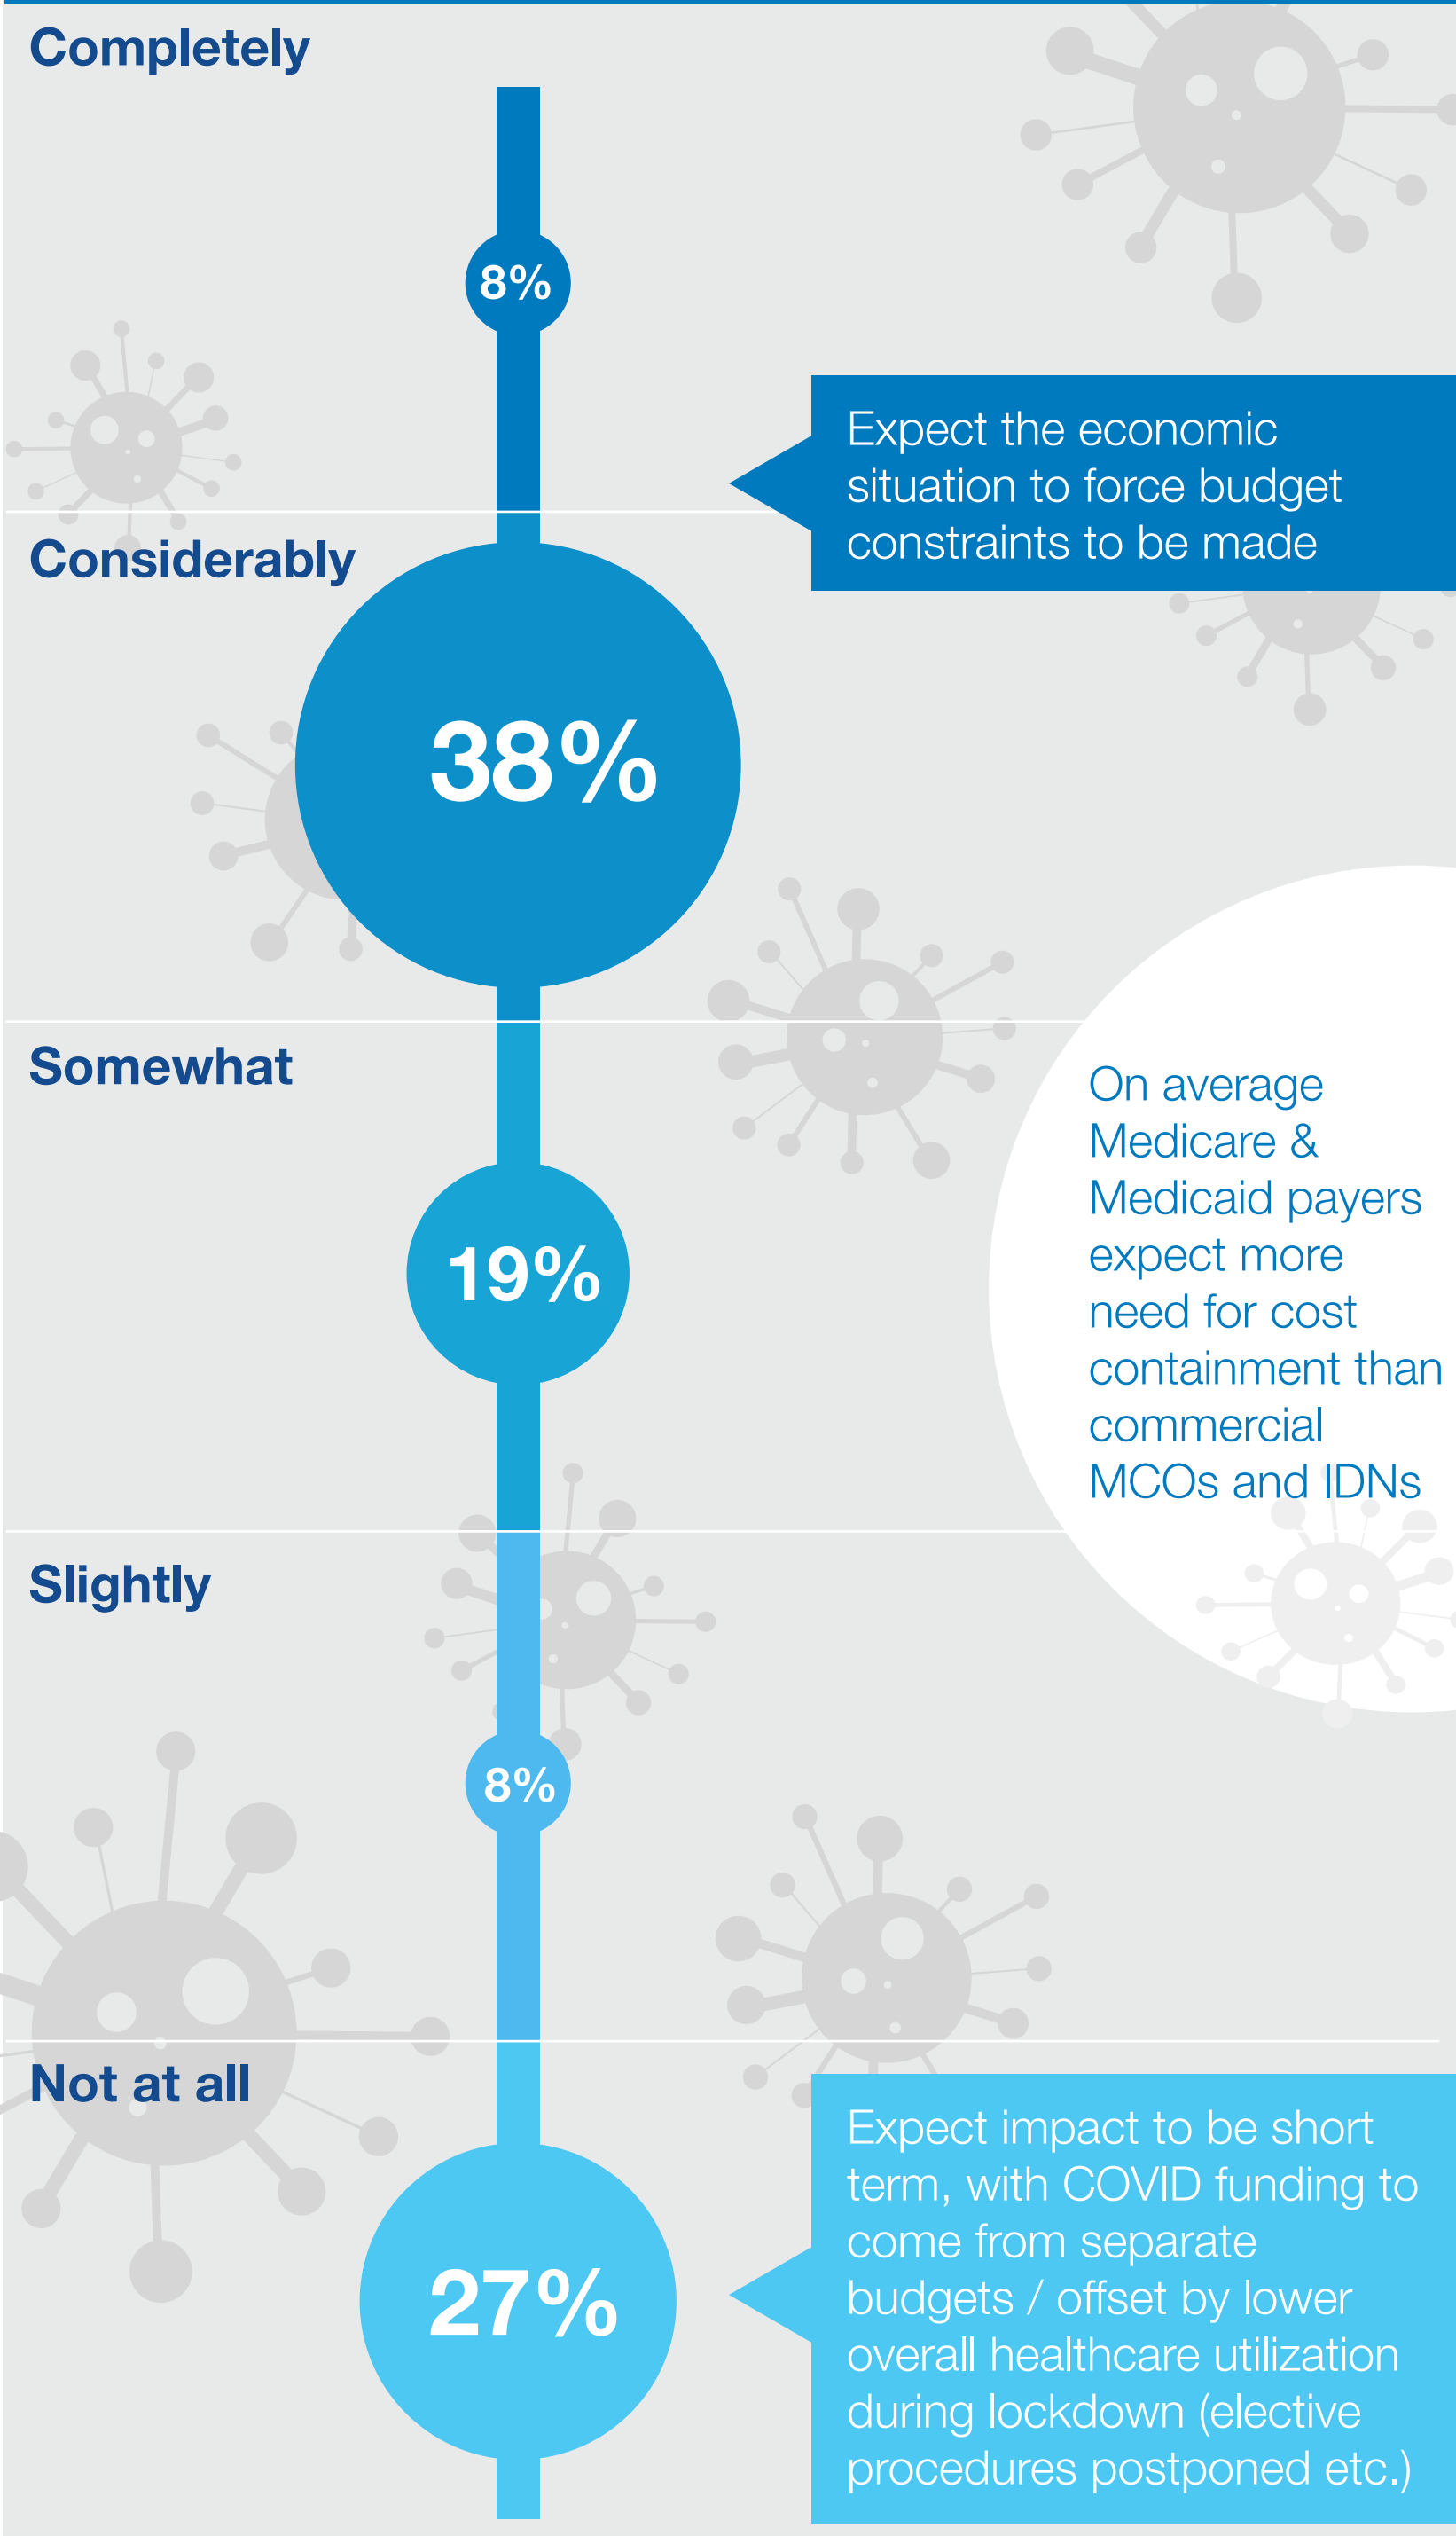 Completely
8%
Expect the economic
situation to force budget
constraints to be made
Considerably
38%
Somewhat
19%
On average
Medicare &
Medicaid payers
expect more
need for cost
containment than
commercial
MCOs and IDNs
Slightly
8%
Not at all
27%
Expect impact to be short
term, with COVID funding to
come from separate
budgets / offset by lower
overall healthcare utilization
during lockdown (elective
procedures postponed etc.)